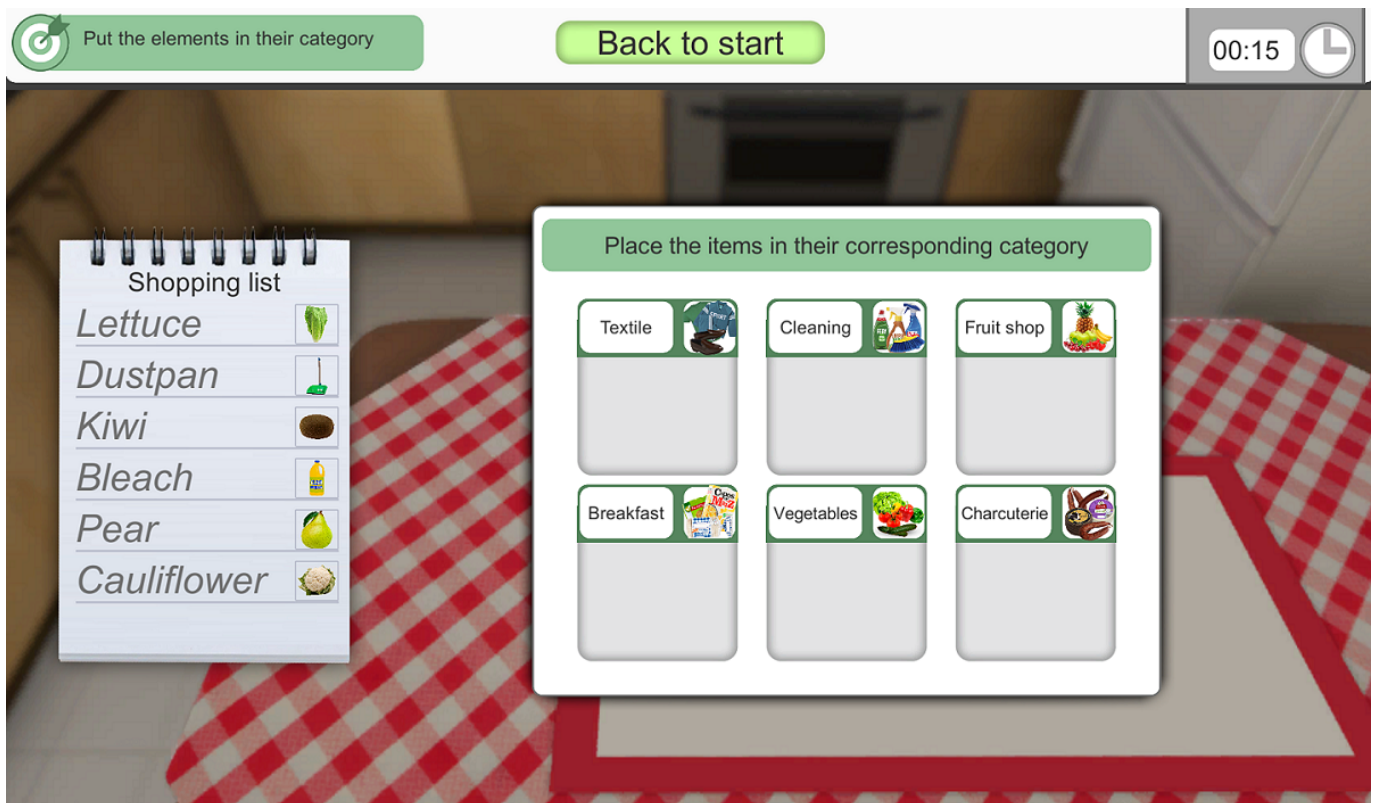 Put the elements in their category
Back to start
00:15
Shopping list
Lettuce
Dustpan
Kiwi
Bleach
Pear
Cauliflower
Place the items in their corresponding category
Textile
Cleaning
Fruit shop
Breakfast
Vegetables
Charcuterie